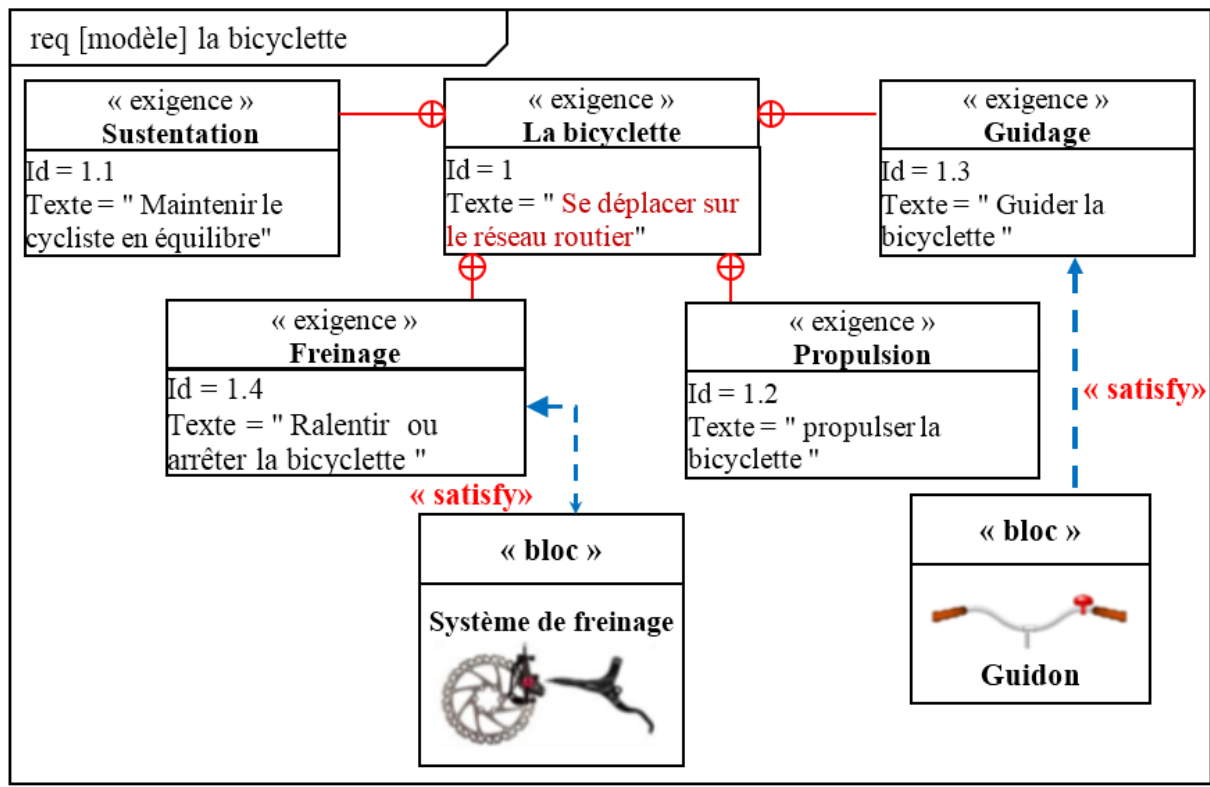 req [modèle] la bicyclette
« exigence »
Sustentation
Id = 1.1
Texte = " Maintenir le
cycliste en équilibre"
« exigence »
La bicyclette
Id = 1
Texte = " Se déplacer sur
le réseau routier"
« exigence »
Guidage
Id = 1.3
Texte = " Guider la
bicyclette "
« exigence »
Freinage
Id = 1.4
Texte = " Ralentir ou
arrêter la bicyclette "
« exigence »
Propulsion
Id = 1.2
Texte = " propulser la
bicyclette "
« satisfy»
« satisfy»
« bloc »
Système de freinage
« bloc »
Guidon